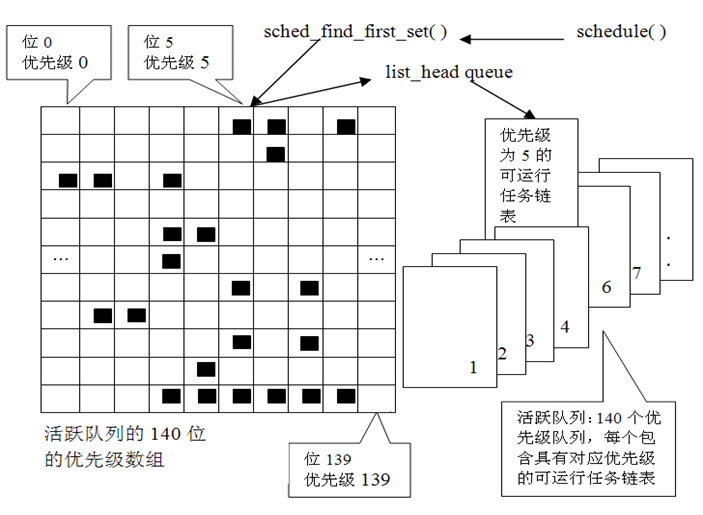 位 0
优先级 0
位 5
优先级 5
sched_find_first_set( )
schedule( )
list_head queue
优先级
为 5 的
可运行
任务链
表
...
...
1
2
3
4
6
7
.
.
活跃队列的 140 位
的优先级数组
位 139
优先级 139
活跃队列：140 个优
先级队列，每个包
含具有对应优先级
的可运行任务链表